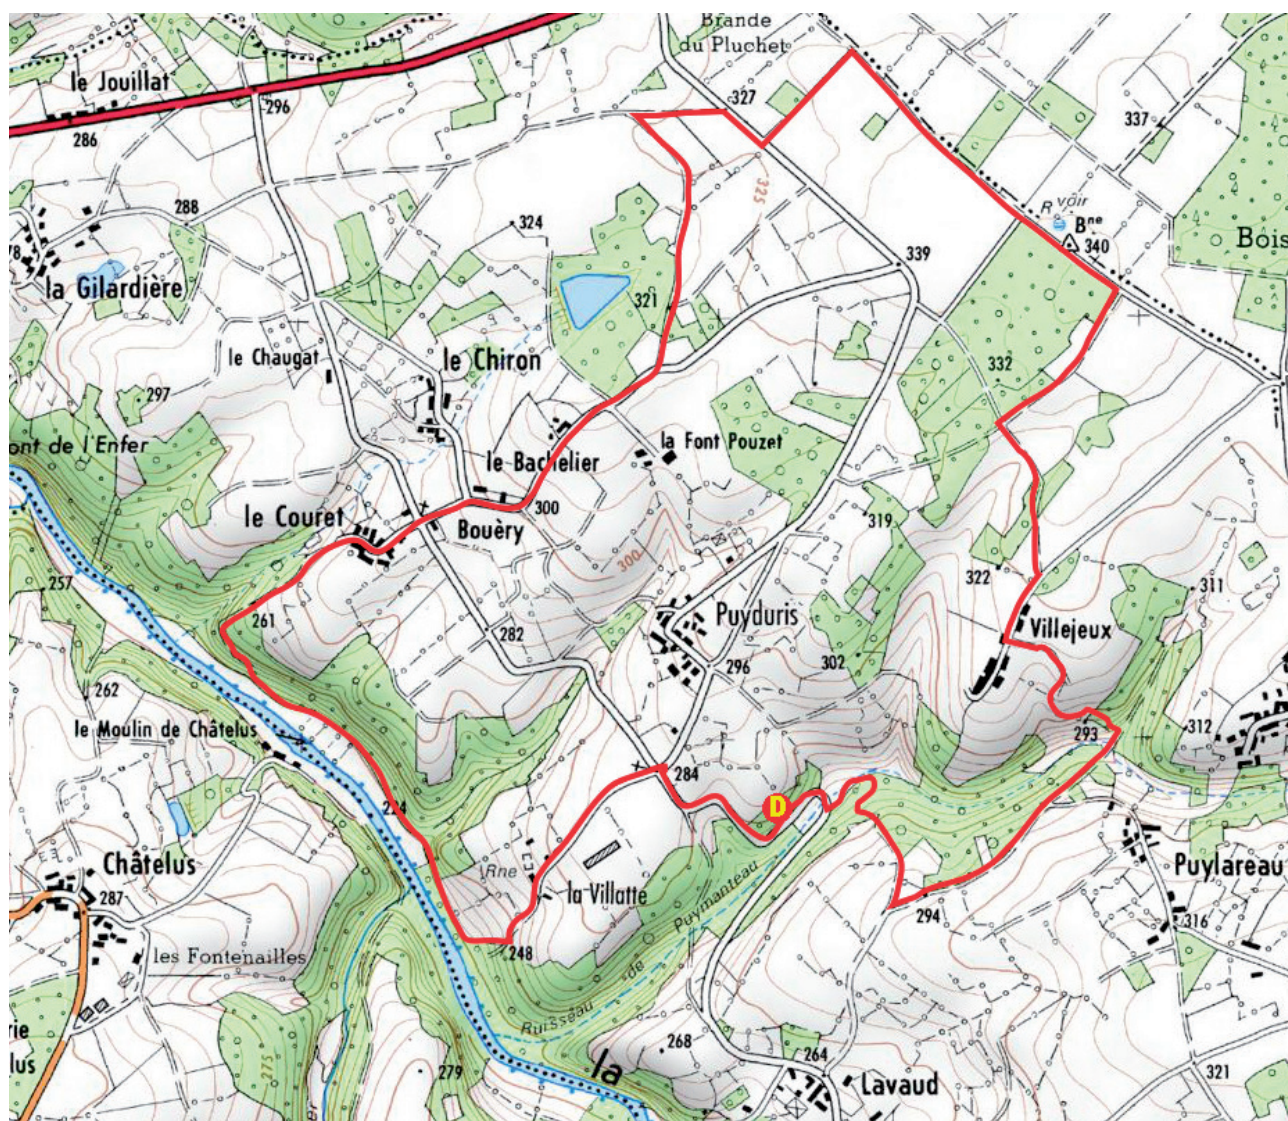 Brande
du Pluchet
le Jouillat
296
286
327
337
325
R voir
Bne
340
288
324
339
Bois
78
la Gilardière
321
le Chaugat
le Chiron
332
297
ont de l'Enfer
la Font Pouzet
le Bachelier
le Couret
300
Bouèry
319
300
257
322
311
261
Puyduris
Villejeux
282
296
302
262
le Moulin de Châtelus
293
312
284
D
Châtelus
Rne
la Villatte
Puylareau
287
294
316
248
les Fontenailles
Ruisseau de Puymanteau
rie
lus
275
279
268
264
la
Lavaud
321
er